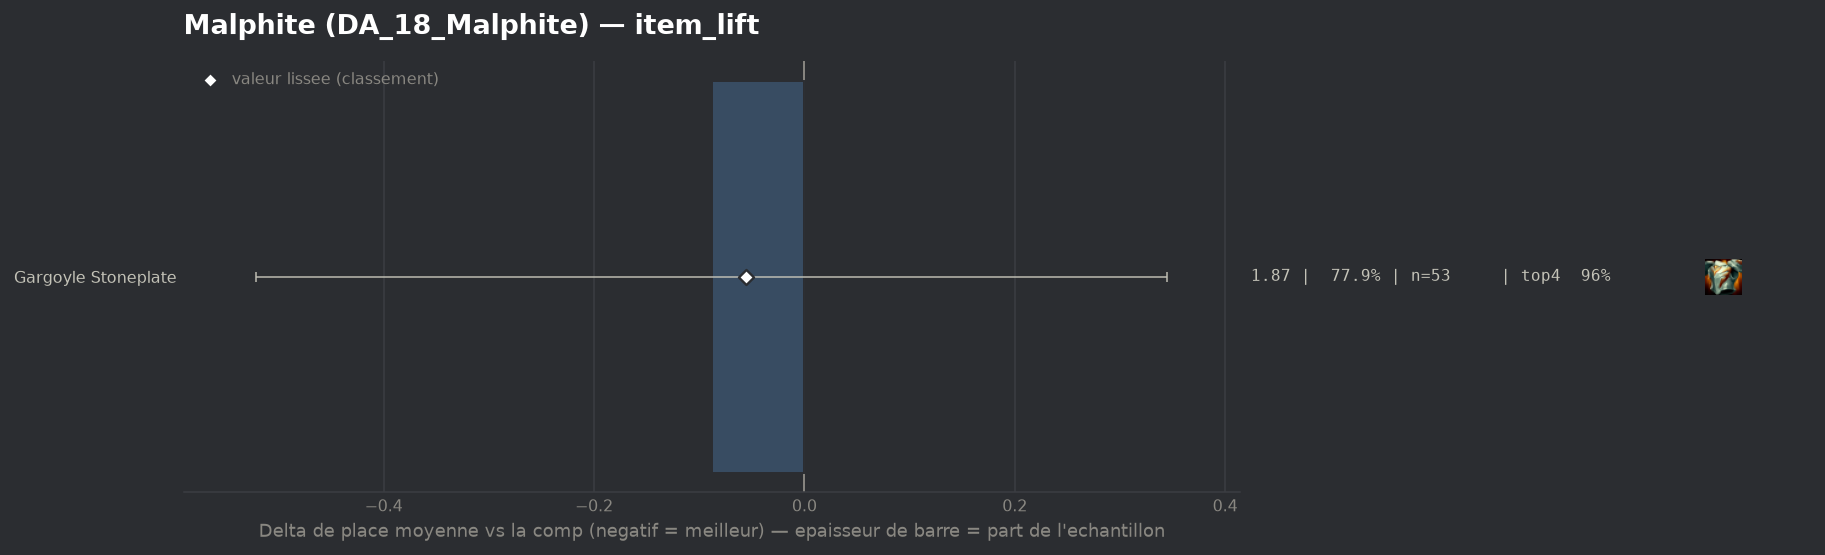 Malphite (DA_18_Malphite) — item_lift
valeur lissee (classement)
Gargoyle Stoneplate
1.87 | 77.9% | n=53 | top4 96%
−0.4 −0.2 0.0 0.2 0.4
Delta de place moyenne vs la comp (negatif = meilleur) — epaisseur de barre = part de l'echantillon